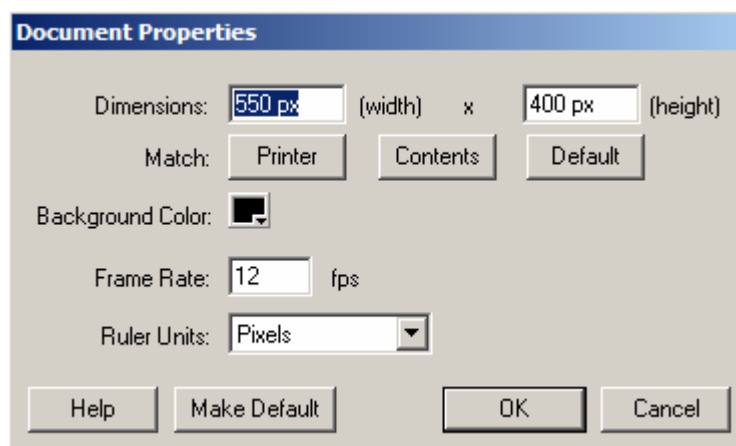 Document Properties
Dimensions: 550 px (width) x 400 px (height)
Match: Printer Contents Default
Background Color:
Frame Rate: 12 fps
Ruler Units: Pixels
Help Make Default OK Cancel